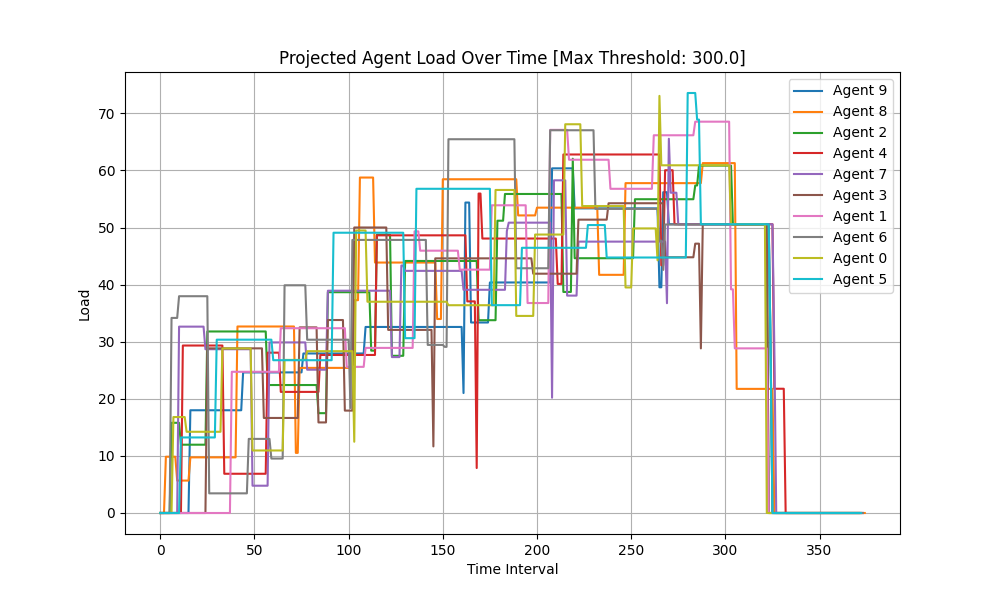 Projected Agent Load Over Time [Max Threshold: 300.0]
Load
70
60
50
40
30
20
10
0
0 50 100 150 200 250 300 350
Time Interval
Agent 9
Agent 8
Agent 2
Agent 4
Agent 7
Agent 3
Agent 1
Agent 6
Agent 0
Agent 5